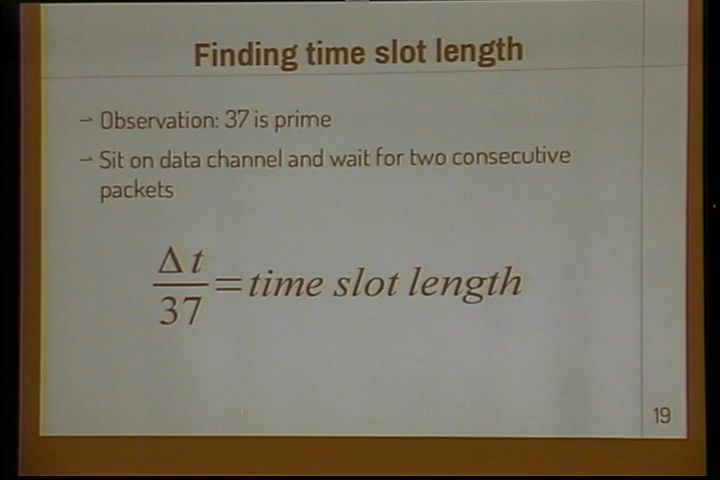 Finding time slot length
⇀ Observation: 37 is prime
⇀ Sit on data channel and wait for two consecutive
packets
Δt
37
=time slot length
19